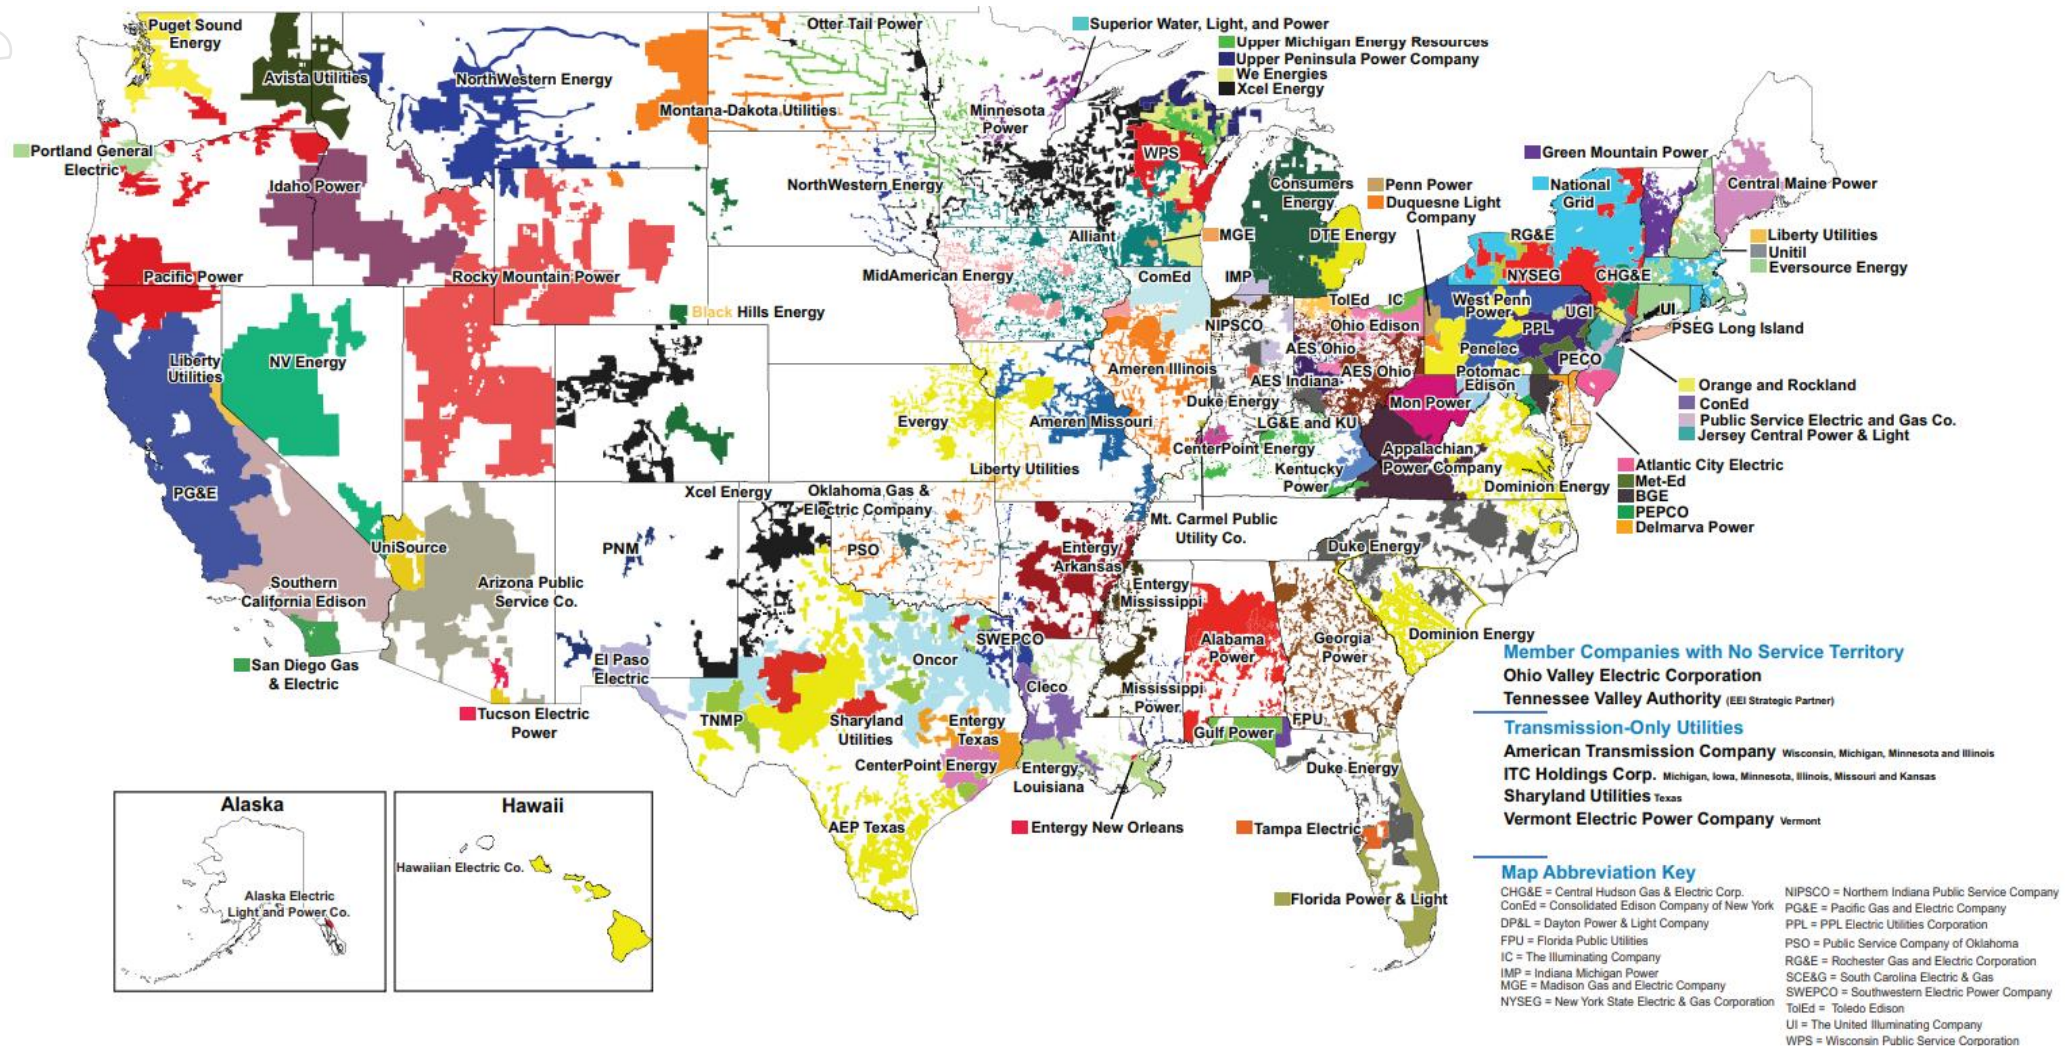 Puget Sound
Energy
Avista Utilities
NorthWestern Energy
Otter Tail Power
Superior Water, Light, and Power
Upper Michigan Energy Resources
Upper Peninsula Power Company
We Energies
Xcel Energy
Montana-Dakota Utilities
Minnesota
Power
Portland General
Electric
Idaho Power
NorthWestern Energy
WPS
Consumers
Energy
Penn Power
Duquesne Light
Company
Green Mountain Power
National
Grid
Central Maine Power
Alliant
MGE
DTE Energy
RG&E
Liberty Utilities
Unitil
Eversource Energy
Pacific Power
Rocky Mountain Power
MidAmerican Energy
ComEd
IMP
NYSEG
CHG&E
Black Hills Energy
TolEd
IC
West Penn
Power
UGI
UI
PSEG Long Island
NIPSCO
Ohio Edison
PPL
Liberty
Utilities
NV Energy
AES Ohio
Penelec
PECO
Ameren Illinois
AES Indiana
AES Ohio
Potomac
Edison
Orange and Rockland
ConEd
Public Service Electric and Gas Co.
Jersey Central Power & Light
Duke Energy
Mon Power
Evergy
Ameren Missouri
LG&E and KU
CenterPoint Energy
Appalachian
Power Company
Liberty Utilities
Kentucky
Power
Dominion Energy
Atlantic City Electric
Met-Ed
BGE
PEPCO
Delmarva Power
PG&E
Xcel Energy
Oklahoma Gas &
Electric Company
Mt. Carmel Public
Utility Co.
UniSource
PNM
PSO
Entergy
Arkansas
Duke Energy
Southern
California Edison
Arizona Public
Service Co.
Entergy
Mississippi
San Diego Gas
& Electric
El Paso
Electric
SWEPCO
Oncor
Alabama
Power
Georgia
Power
Dominion Energy
Cleco
Mississippi
Power
Tucson Electric
Power
TNMP
Sharyland
Utilities
Entergy
Texas
Gulf Power
FPU
CenterPoint Energy
Entergy
Louisiana
Duke Energy
AEP Texas
Entergy New Orleans
Tampa Electric
Florida Power & Light
Alaska
Alaska Electric
Light and Power Co.
Hawaii
Hawaiian Electric Co.
Member Companies with No Service Territory
Ohio Valley Electric Corporation
Tennessee Valley Authority (EEI Strategic Partner)
Transmission-Only Utilities
American Transmission Company Wisconsin, Michigan, Minnesota and Illinois
ITC Holdings Corp. Michigan, Iowa, Minnesota, Illinois, Missouri and Kansas
Sharyland Utilities Texas
Vermont Electric Power Company Vermont
Map Abbreviation Key
CHG&E = Central Hudson Gas & Electric Corp.
ConEd = Consolidated Edison Company of New York
DP&L = Dayton Power & Light Company
FPU = Florida Public Utilities
IC = The Illuminating Company
IMP = Indiana Michigan Power
MGE = Madison Gas and Electric Company
NYSEG = New York State Electric & Gas Corporation
NIPSCO = Northern Indiana Public Service Company
PG&E = Pacific Gas and Electric Company
PPL = PPL Electric Utilities Corporation
PSO = Public Service Company of Oklahoma
RG&E = Rochester Gas and Electric Corporation
SCE&G = South Carolina Electric & Gas
SWEPCO = Southwestern Electric Power Company
TolEd = Toledo Edison
UI = The United Illuminating Company
WPS = Wisconsin Public Service Corporation